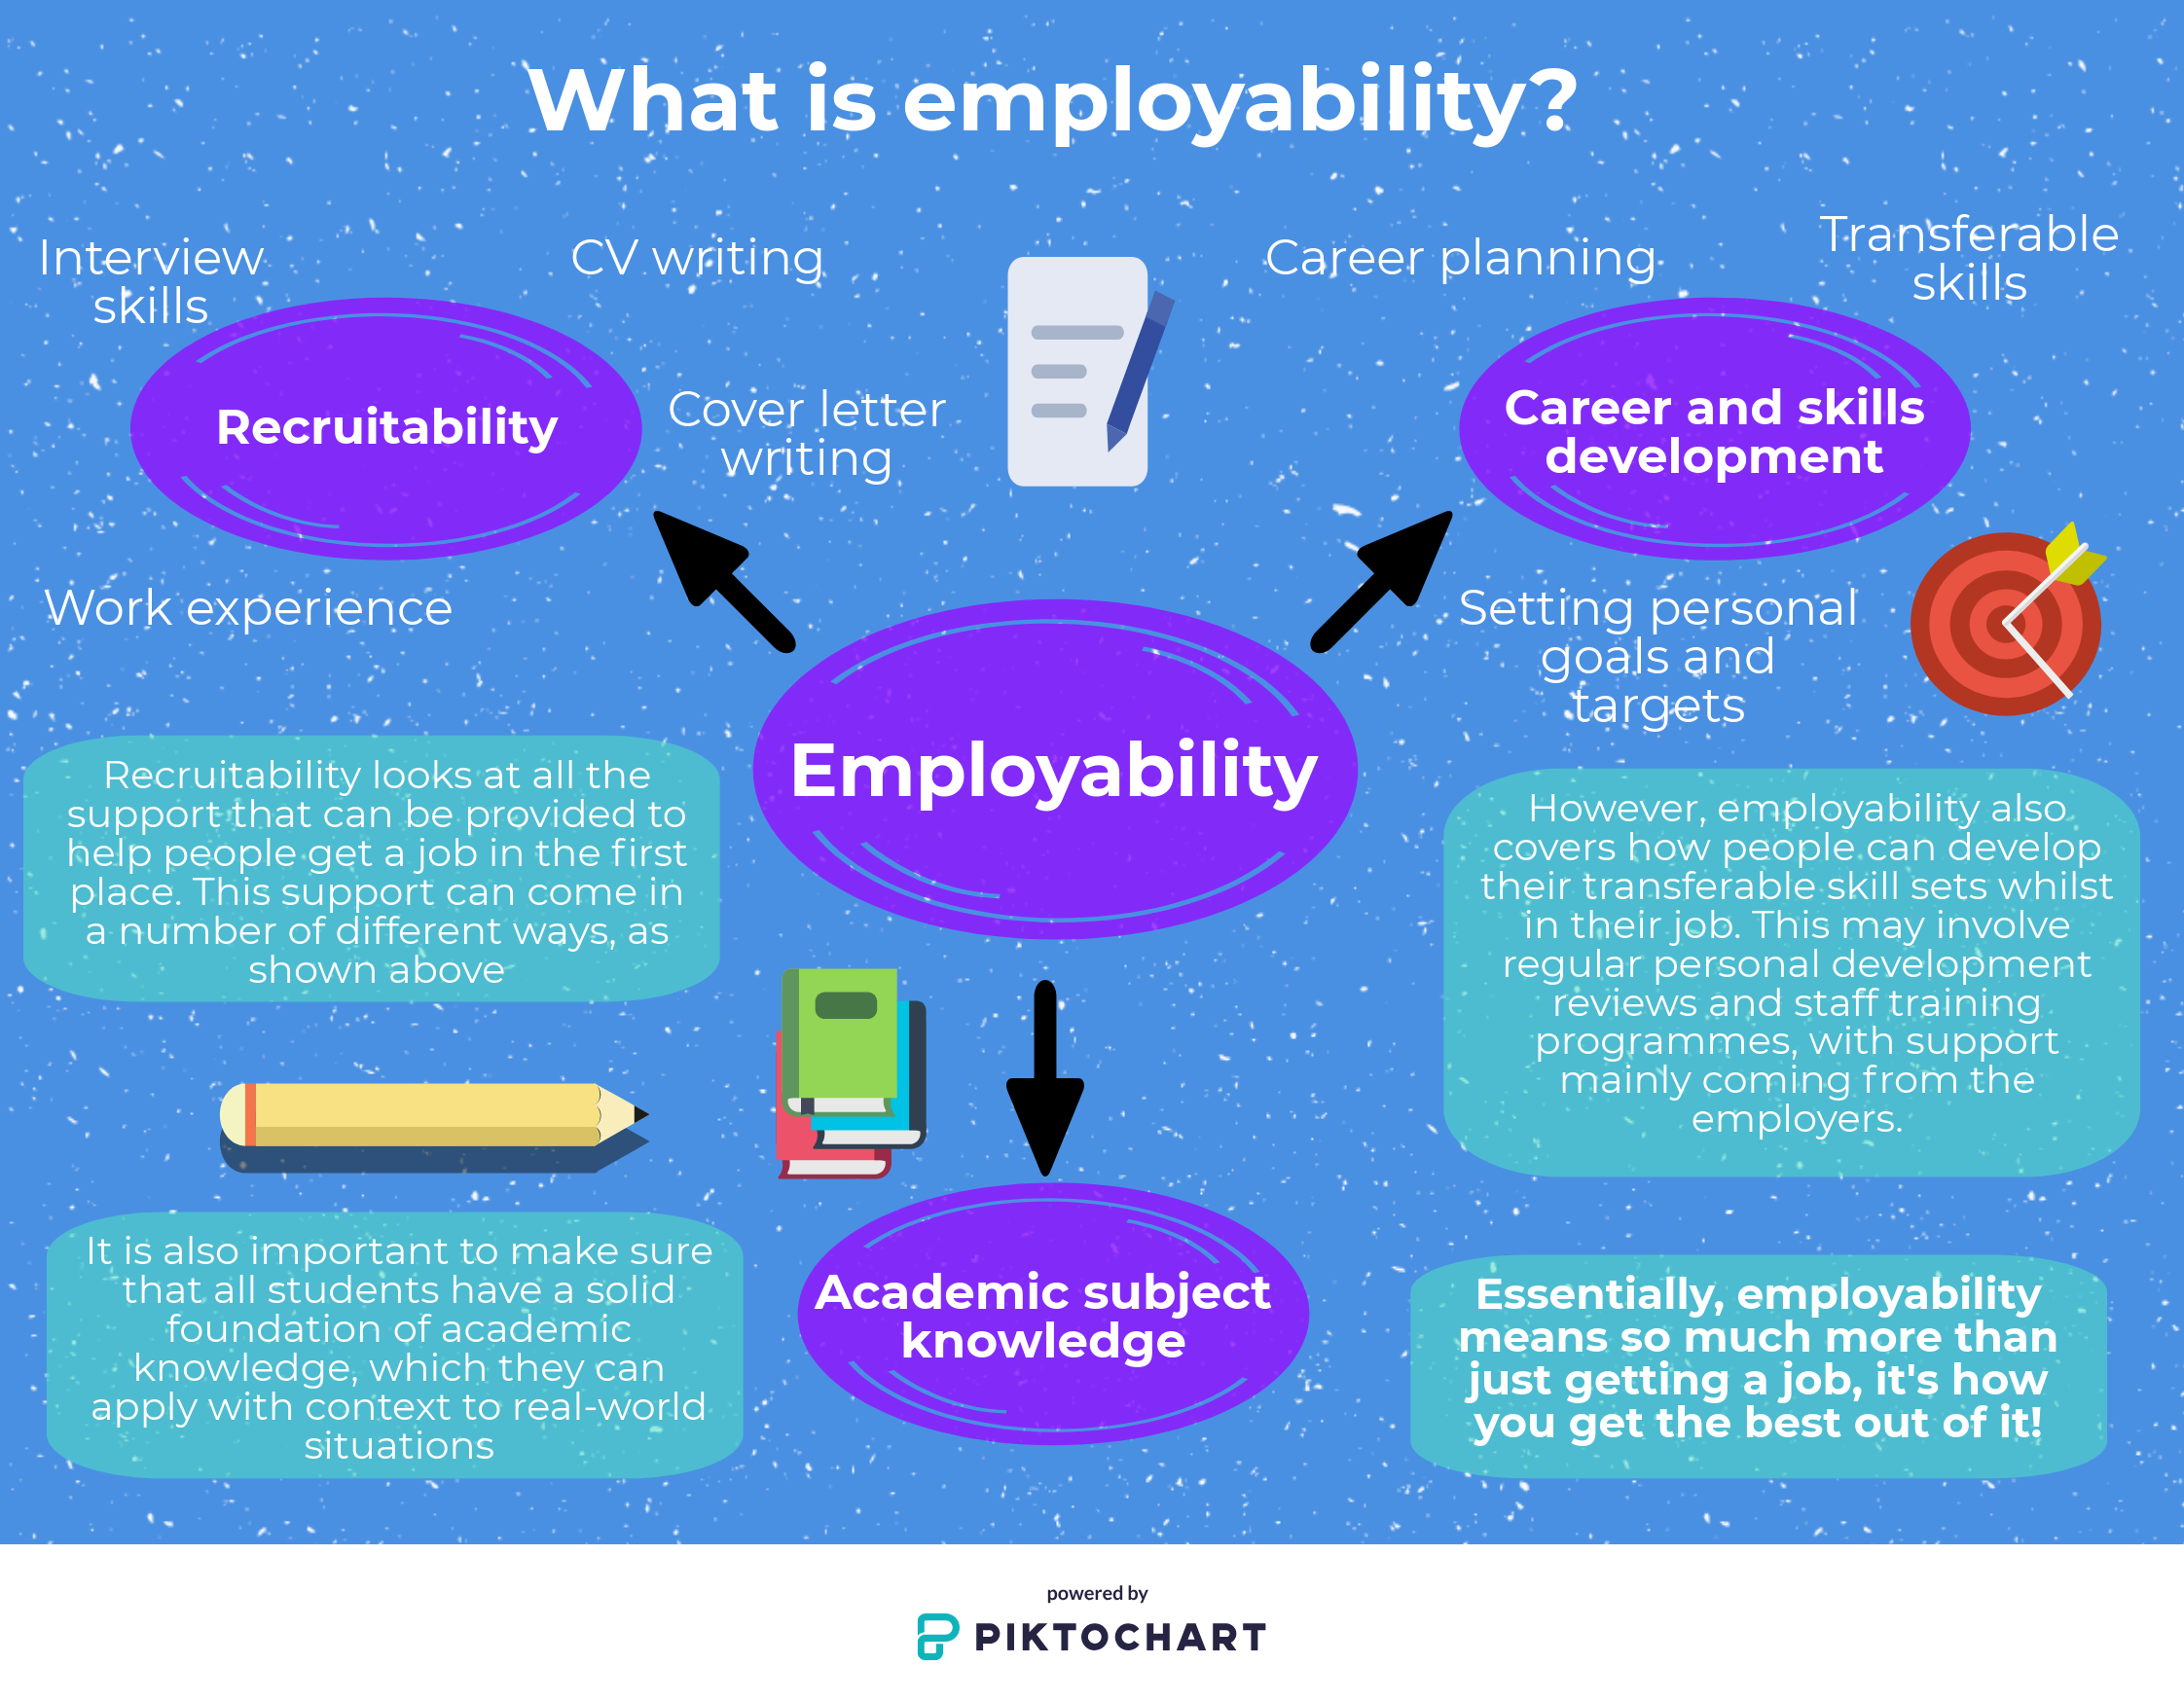 What is employability?
Interview
skills
CV writing
Career planning
Transferable
skills
Recruitability
Cover letter
writing
Career and skills
development
Work experience
Setting personal
goals and
targets
Employability
Recruitability looks at all the
support that can be provided to
help people get a job in the first
place. This support can come in
a number of different ways, as
shown above
However, employability also
covers how people can develop
their transferable skill sets whilst
in their job. This may involve
regular personal development
reviews and staff training
programmes, with support
mainly coming from the
employers.
It is also important to make sure
that all students have a solid
foundation of academic
knowledge, which they can
apply with context to real-world
situations
Academic subject
knowledge
Essentially, employability
means so much more than
just getting a job, it's how
you get the best out of it!
powered by
PIKTOCHART